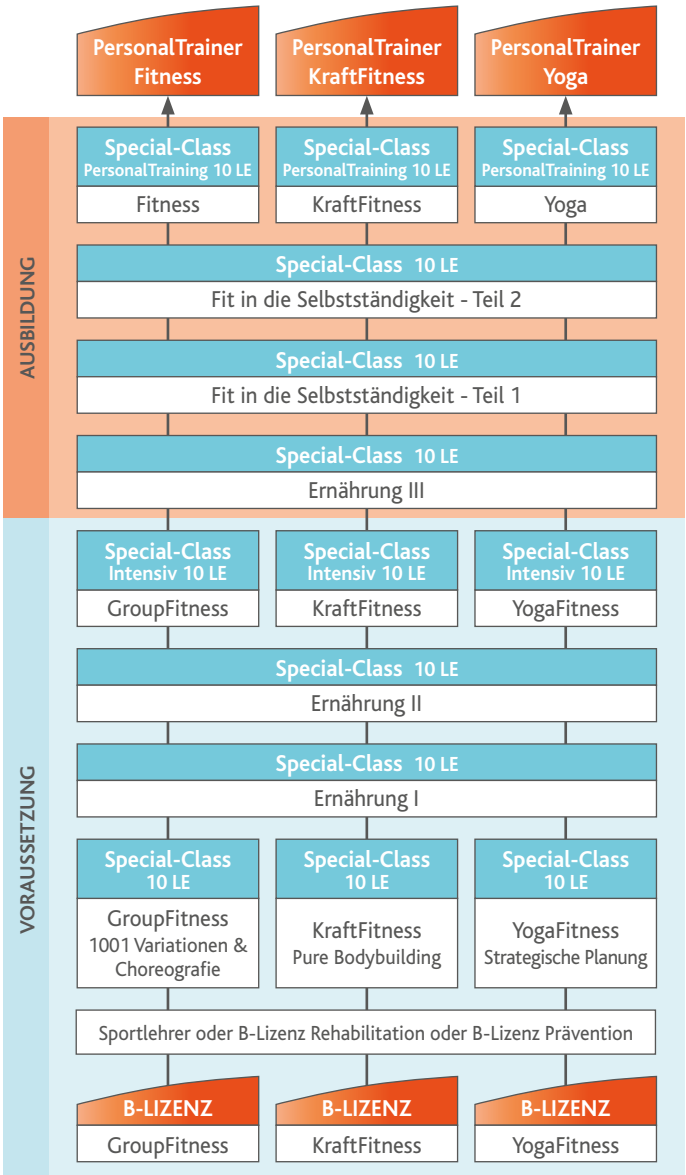 PersonalTrainer
Fitness
PersonalTrainer
KraftFitness
PersonalTrainer
Yoga
AUSBILDUNG
Special-Class
PersonalTraining 10 LE
Fitness
Special-Class
PersonalTraining 10 LE
KraftFitness
Special-Class
PersonalTraining 10 LE
Yoga
Special-Class 10 LE
Fit in die Selbstständigkeit - Teil 2
Special-Class 10 LE
Fit in die Selbstständigkeit - Teil 1
Special-Class 10 LE
Ernährung III
VORAUSSETZUNG
Special-Class
Intensiv 10 LE
GroupFitness
Special-Class
Intensiv 10 LE
KraftFitness
Special-Class
Intensiv 10 LE
YogaFitness
Special-Class 10 LE
Ernährung II
Special-Class 10 LE
Ernährung I
Special-Class
10 LE
GroupFitness
1001 Variationen &
Choreografie
Special-Class
10 LE
KraftFitness
Pure Bodybuilding
Special-Class
10 LE
YogaFitness
Strategische Planung
Sportlehrer oder B-Lizenz Rehabilitation oder B-Lizenz Prävention
B-LIZENZ
GroupFitness
B-LIZENZ
KraftFitness
B-LIZENZ
YogaFitness